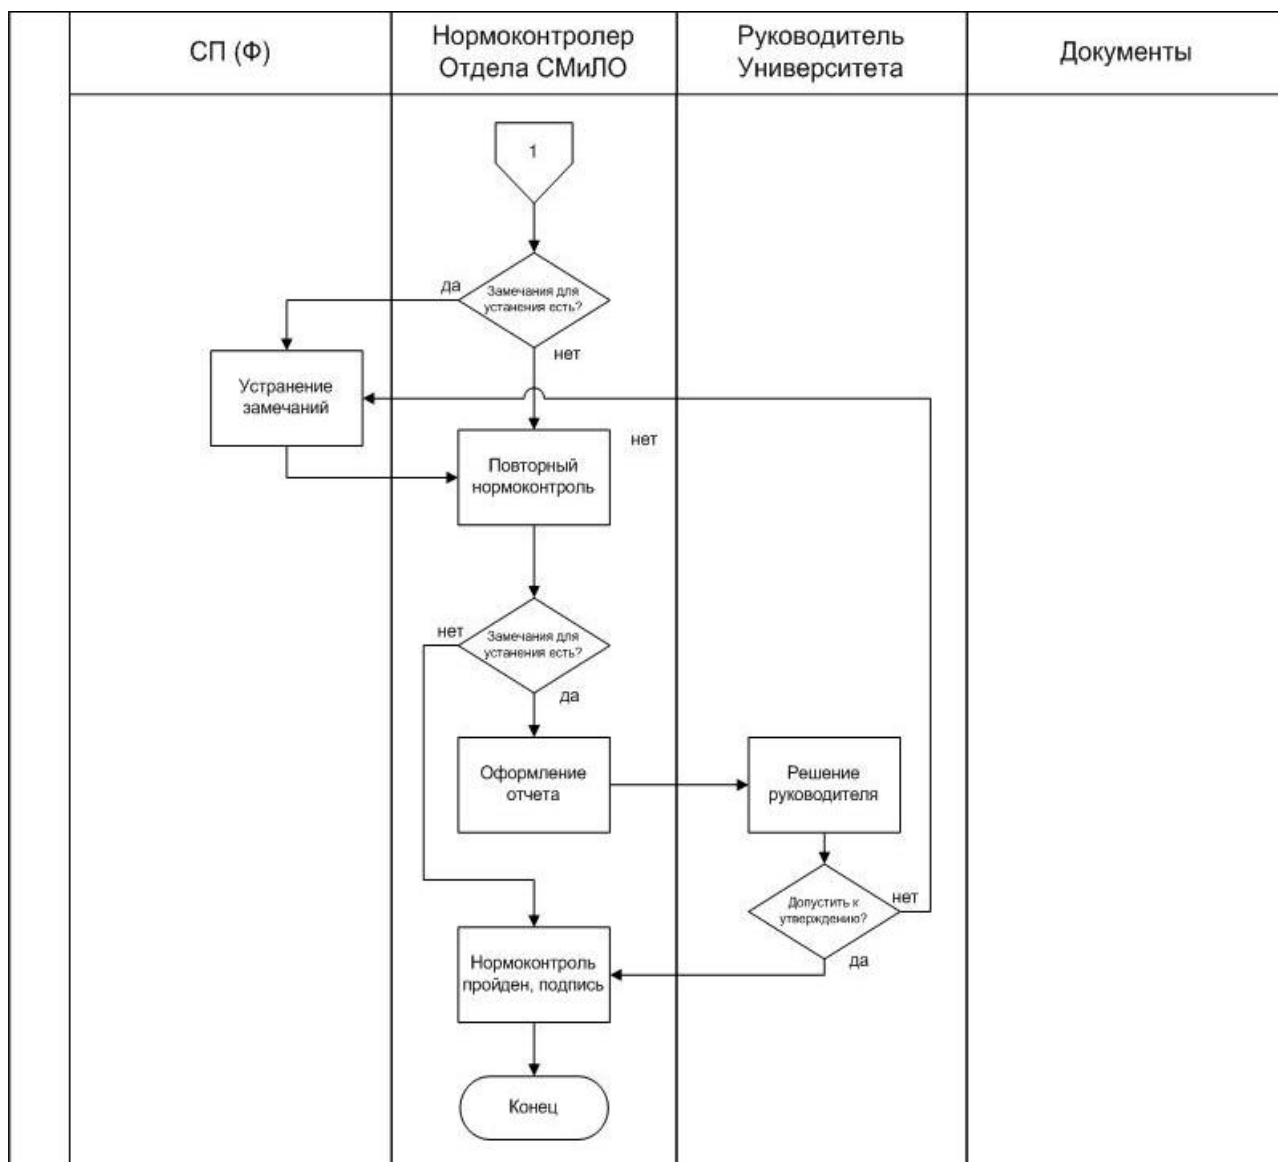 СП (Ф)
Нормоконтролер
Отдела СМиЛО
Руководитель
Университета
Документы
1
да
Замечания для
устанения есть?
нет
Устранение
замечаний
нет
Повторный
нормоконтроль
нет
Замечания для
устанения есть?
да
Оформление
отчета
Решение
руководителя
Допустить к
утверждению?
нет
да
Нормоконтроль
пройден, подпись
Конец